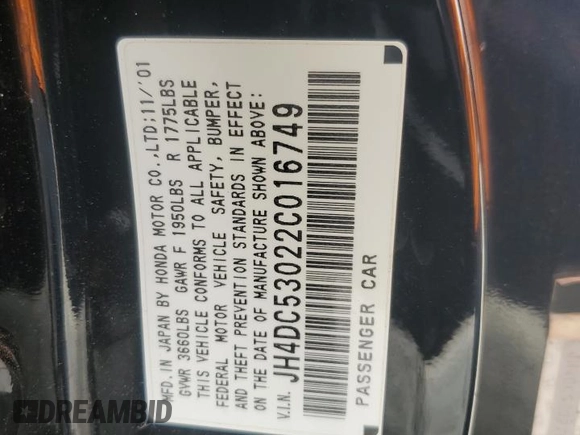 MFD.IN JAPAN BY HONDA MOTOR CO.,LTD;11/'01
GVWR 3660LBS GAWR F 1950LBS R 1775LBS
THIS VEHICLE CONFORMS TO ALL APPLICABLE
FEDERAL MOTOR VEHICLE SAFETY, BUMPER,
AND THEFT PREVENTION STANDARDS IN EFFECT
ON THE DATE OF MANUFACTURE SHOWN ABOVE:
V.I.N. JH4DC53022C016749
PASSENGER CAR
DREAMBID